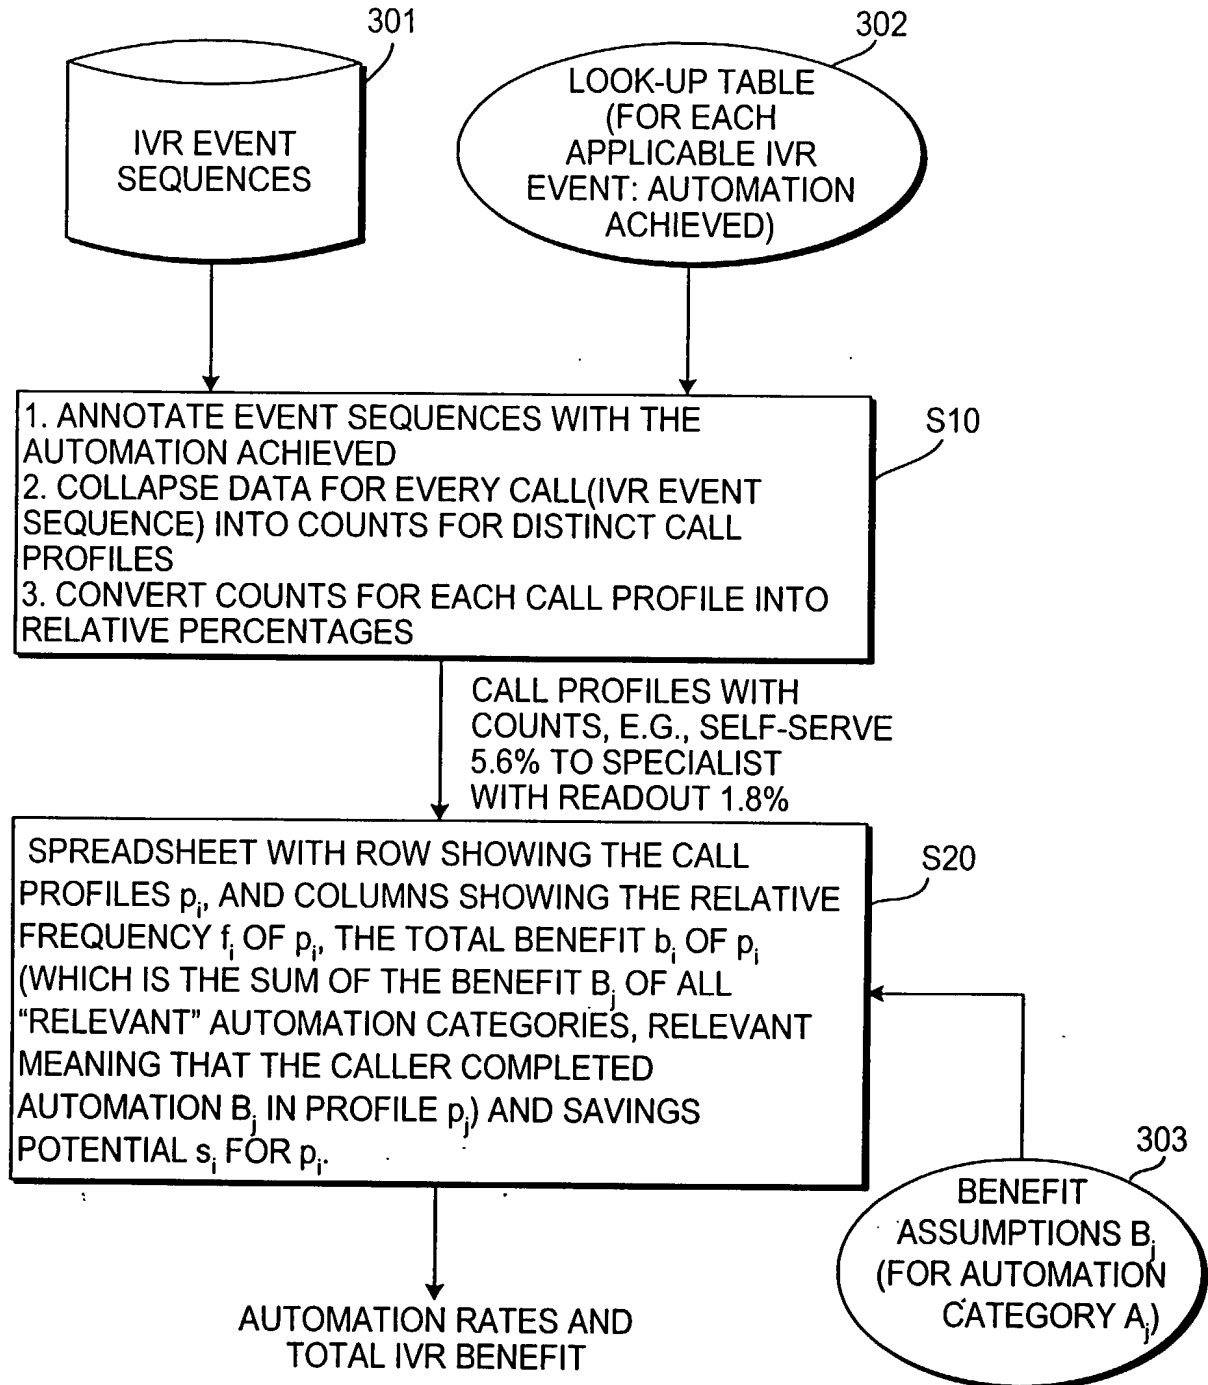 301
302
IVR EVENT
SEQUENCES
LOOK-UP TABLE
(FOR EACH
APPLICABLE IVR
EVENT: AUTOMATION
ACHIEVED)
S10
1. ANNOTATE EVENT SEQUENCES WITH THE
AUTOMATION ACHIEVED
2. COLLAPSE DATA FOR EVERY CALL(IVR EVENT
SEQUENCE) INTO COUNTS FOR DISTINCT CALL
PROFILES
3. CONVERT COUNTS FOR EACH CALL PROFILE INTO
RELATIVE PERCENTAGES
CALL PROFILES WITH
COUNTS, E.G., SELF-SERVE
5.6% TO SPECIALIST
WITH READOUT 1.8%
S20
SPREADSHEET WITH ROW SHOWING THE CALL
PROFILES pi, AND COLUMNS SHOWING THE RELATIVE
FREQUENCY fi OF pi, THE TOTAL BENEFIT bi OF pi
(WHICH IS THE SUM OF THE BENEFIT Bj OF ALL
“RELEVANT” AUTOMATION CATEGORIES, RELEVANT
MEANING THAT THE CALLER COMPLETED
AUTOMATION Bj IN PROFILE pj) AND SAVINGS
POTENTIAL si FOR pi.
303
BENEFIT
ASSUMPTIONS Bj
(FOR AUTOMATION
CATEGORY Aj)
AUTOMATION RATES AND
TOTAL IVR BENEFIT